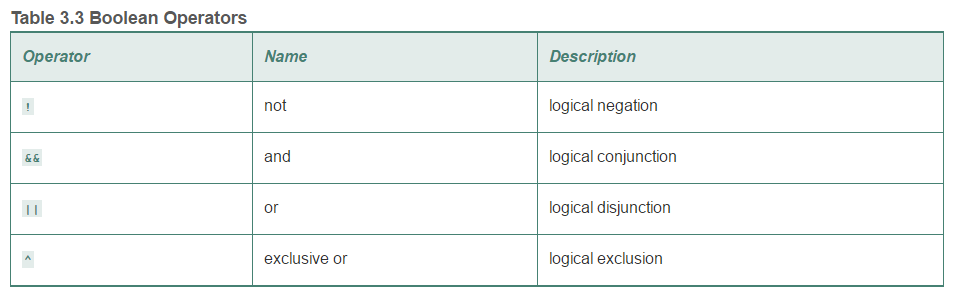 Table 3.3 Boolean Operators
Operator Name Description
! not logical negation
&& and logical conjunction
|| or logical disjunction
^ exclusive or logical exclusion